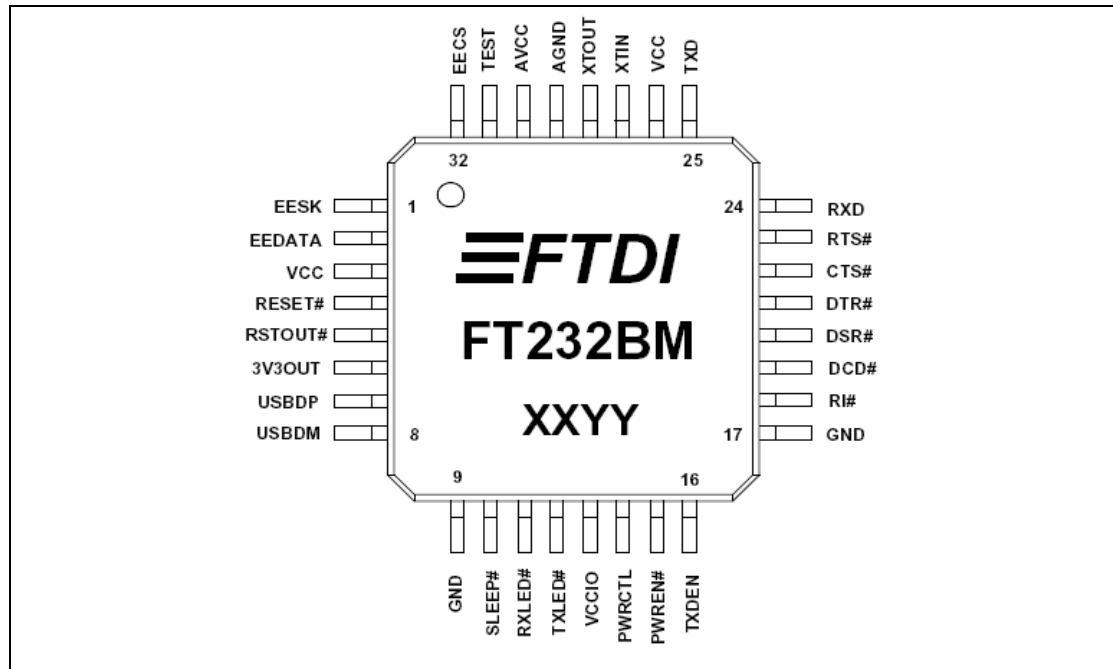 EECS TEST AVCC AGND XTOUT XTIN VCC TXD
32 25
EESK 1 24 RXD
EEDATA RTS#
VCC CTS#
RESET# DTR#
RSTOUT# DSR#
3V3OUT DCD#
USBDP RI#
USBDM 8 17 GND
FTDI
FT232BM
XXYY
9 16
GND SLEEP# RXLED# TXLED# VCCIO PWRCTL PWREN# TXDEN